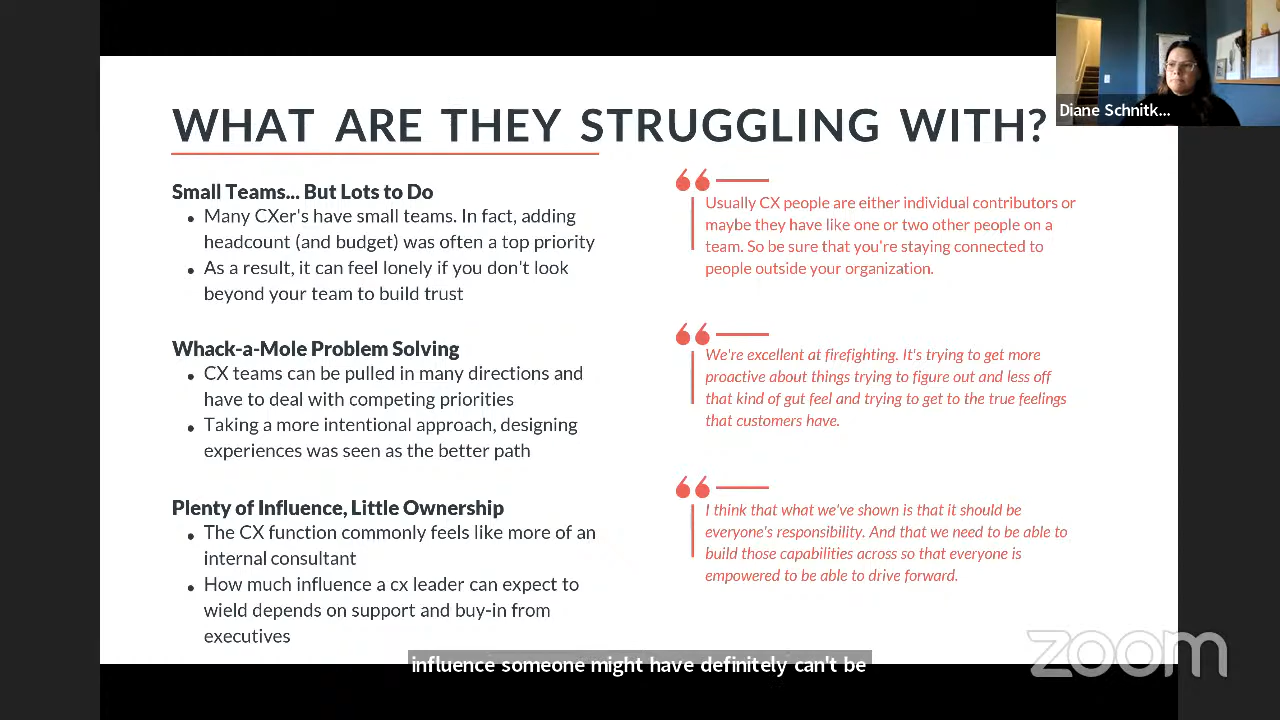 WHAT ARE THEY STRUGGLING WITH?
Diane Schnitk...
Small Teams... But Lots to Do
• Many CXer's have small teams. In fact, adding
headcount (and budget) was often a top priority
• As a result, it can feel lonely if you don't look
beyond your team to build trust
Usually CX people are either individual contributors or
maybe they have like one or two other people on a
team. So be sure that you're staying connected to
people outside your organization.
Whack-a-Mole Problem Solving
• CX teams can be pulled in many directions and
have to deal with competing priorities
• Taking a more intentional approach, designing
experiences was seen as the better path
We're excellent at firefighting. It's trying to get more
proactive about things trying to figure out and less off
that kind of gut feel and trying to get to the true feelings
that customers have.
Plenty of Influence, Little Ownership
• The CX function commonly feels like more of an
internal consultant
• How much influence a cx leader can expect to
wield depends on support and buy-in from
executives
I think that what we've shown is that it should be
everyone's responsibility. And that we need to be able to
build those capabilities across so that everyone is
empowered to be able to drive forward.
influence someone might have definitely can't be
zoom